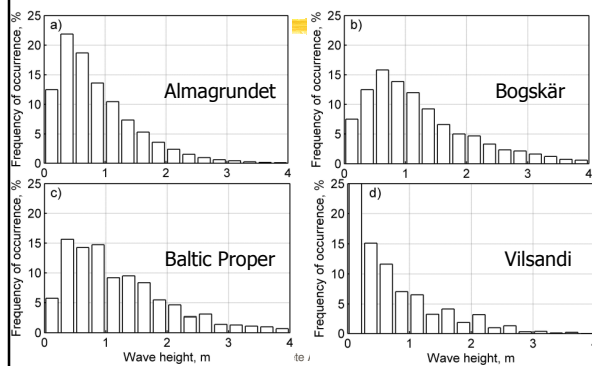 a)
Almagrundet
Frequency of occurrence, %
25
20
15
10
5
0
0 1 2 3 4
b)
Bogskär
Frequency of occurrence, %
25
20
15
10
5
0
0 1 2 3 4
c)
Baltic Proper
Frequency of occurrence, %
25
20
15
10
5
0
0 1 2 3 4
Wave height, m
d)
Vilsandi
Frequency of occurrence, %
25
20
15
10
5
0
0 1 2 3
Wave height, m